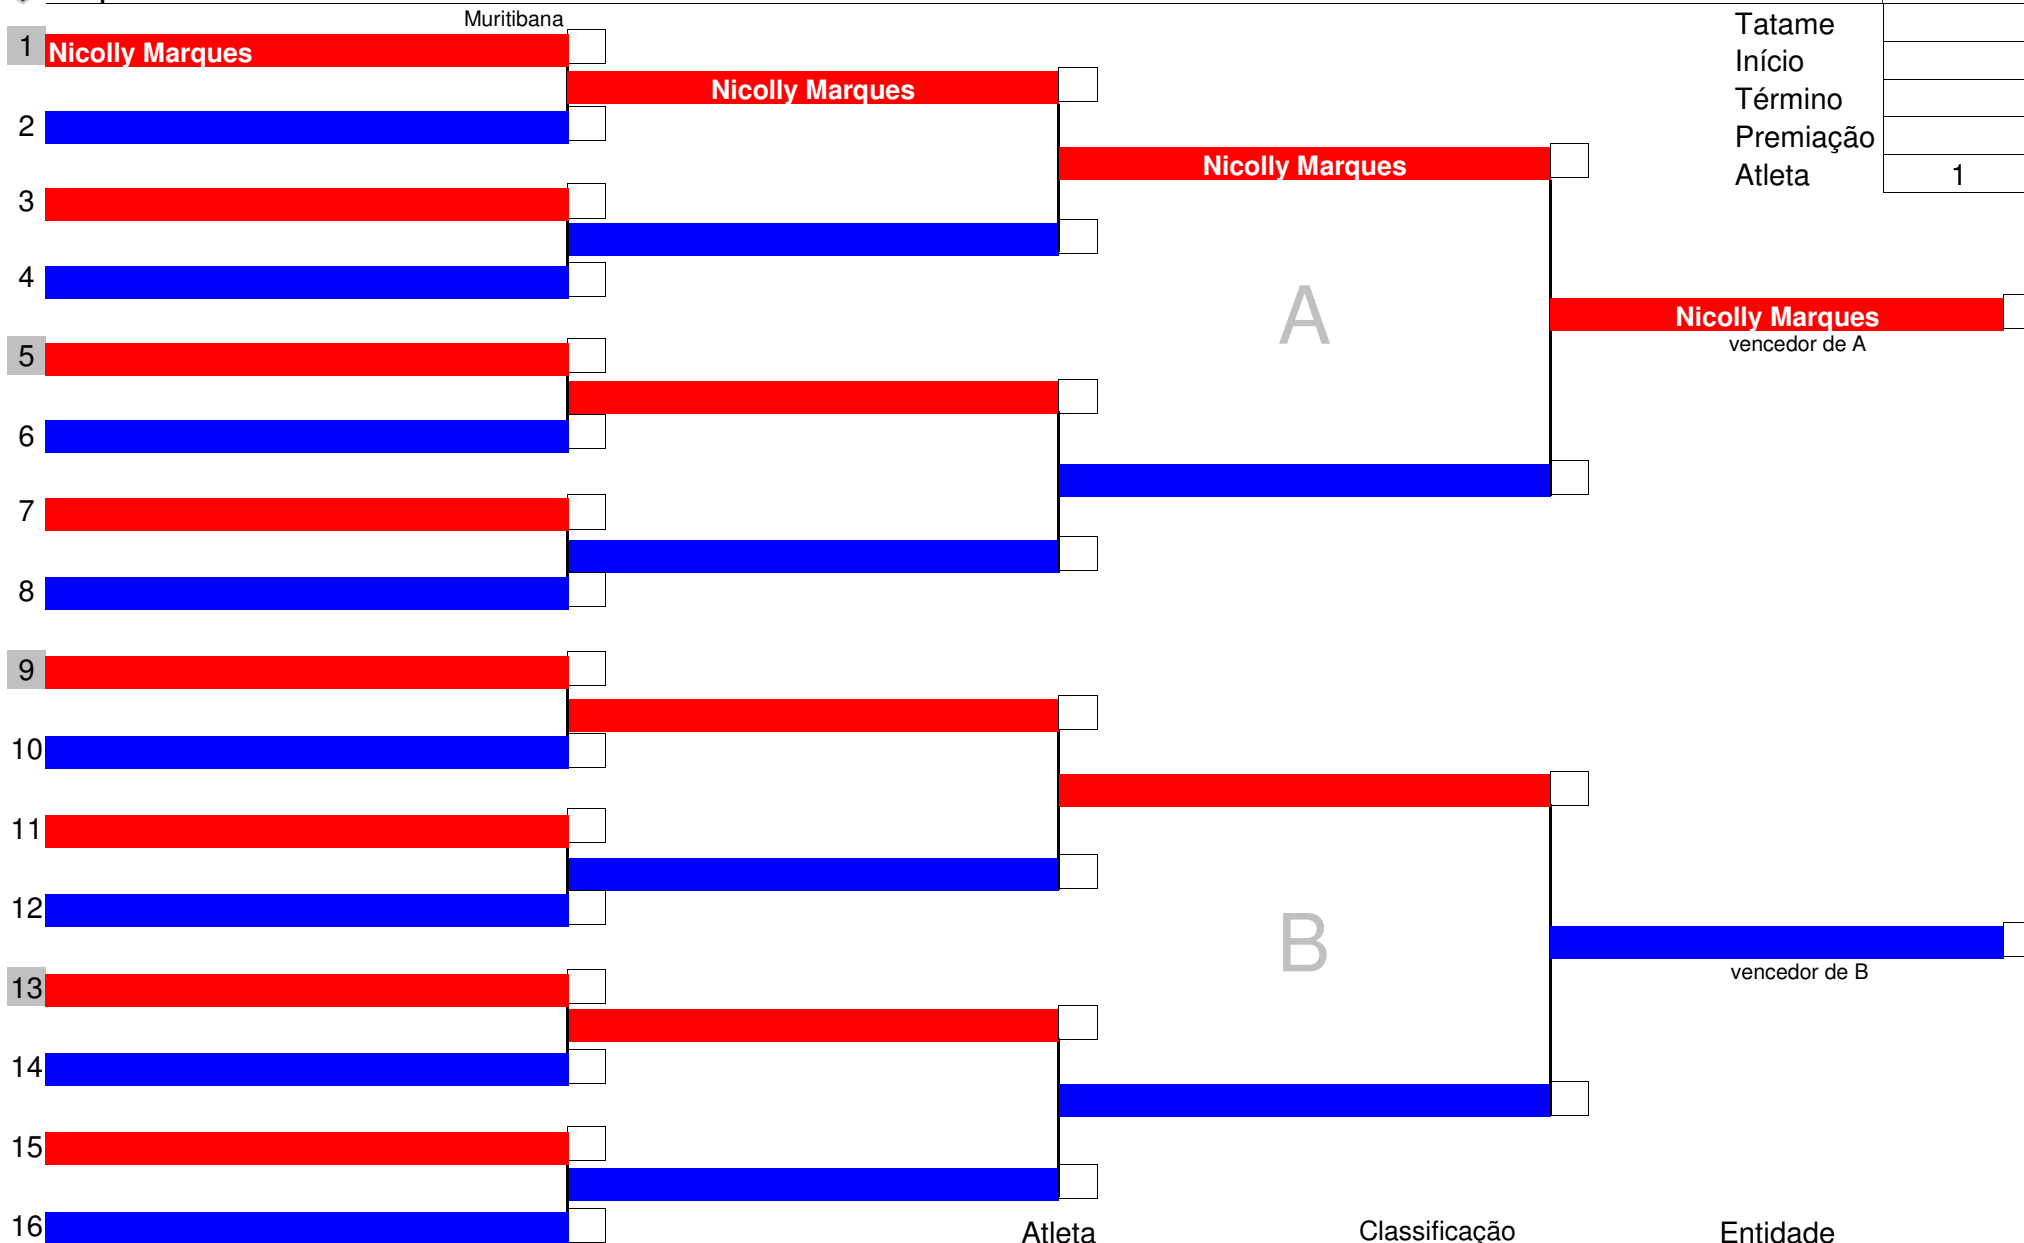 Muritibana
Tatame
1 Nicolly Marques
Início
Nicolly Marques
Término
2
Premiação
Nicolly Marques
Atleta 1
3
4
A
Nicolly Marques
vencedor de A
5
6
7
8
9
10
11
12
B
vencedor de B
13
14
15
16
Atleta Classificação Entidade